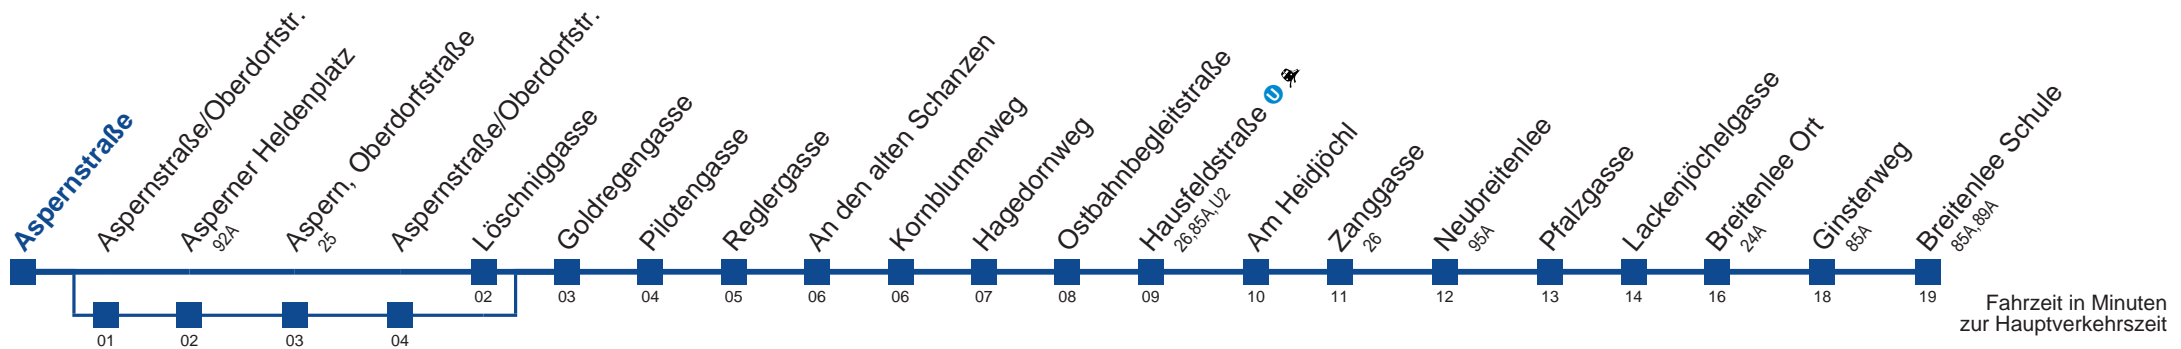 Aspernstraße
Aspernstraße/Oberdorfstr.
Asperner Heldenplatz
92A
Aspern, Oberdorfstraße
25
Aspernstraße/Oberdorfstr.
Löschniggasse
Goldregengasse
Pilotengasse
Reglergasse
An den alten Schanzen
Kornblumenweg
Hagedornweg
Ostbahnbegleitstraße
Hausfeldstraße U
26,85A,U2
Am Heidjöchl
Zanggasse
26
Neubreitenlee
95A
Pfalzgasse
Lackenjöchelgasse
Breitenlee Ort
24A
Ginsterweg
85A
Breitenlee Schule
85A,89A
02 03 04 05 06 06 07 08 09 10 11 12 13 14 16 18 19
01 02 03 04
Fahrzeit in Minuten
zur Hauptverkehrszeit